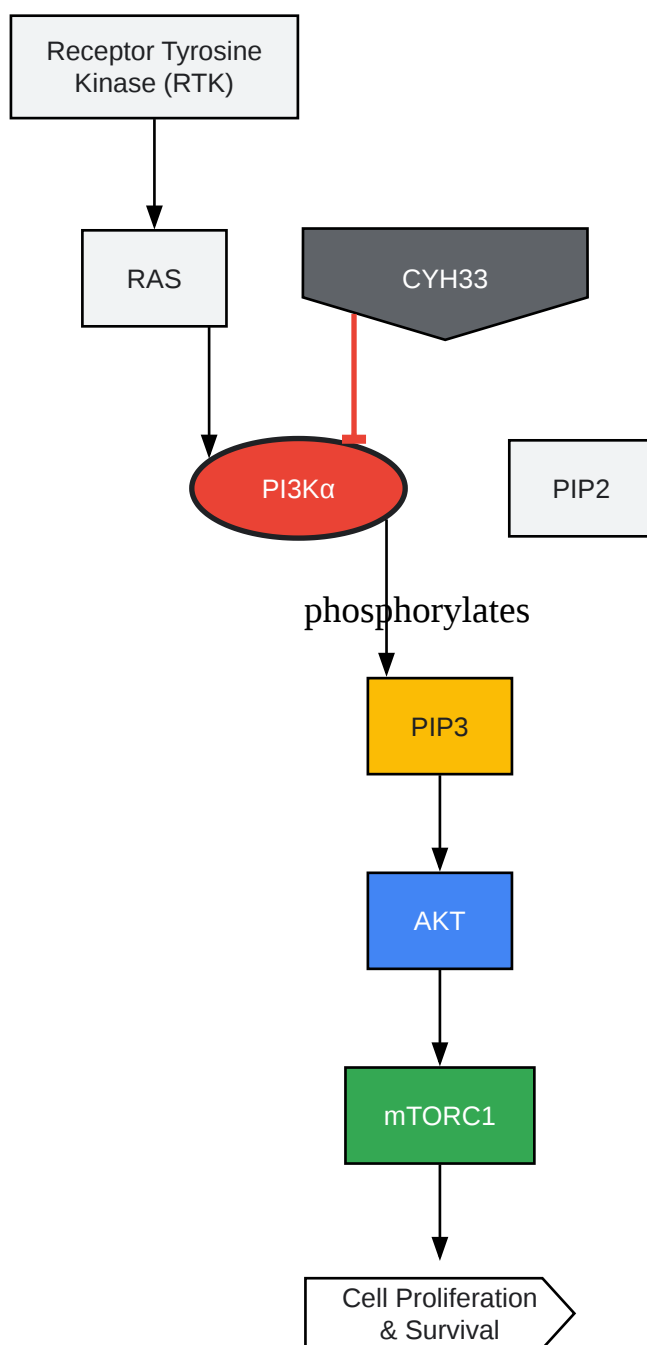 Receptor Tyrosine
Kinase (RTK)
RAS
CYH33
PI3Kα
PIP2
phosphorylates
PIP3
AKT
mTORC1
Cell Proliferation
& Survival